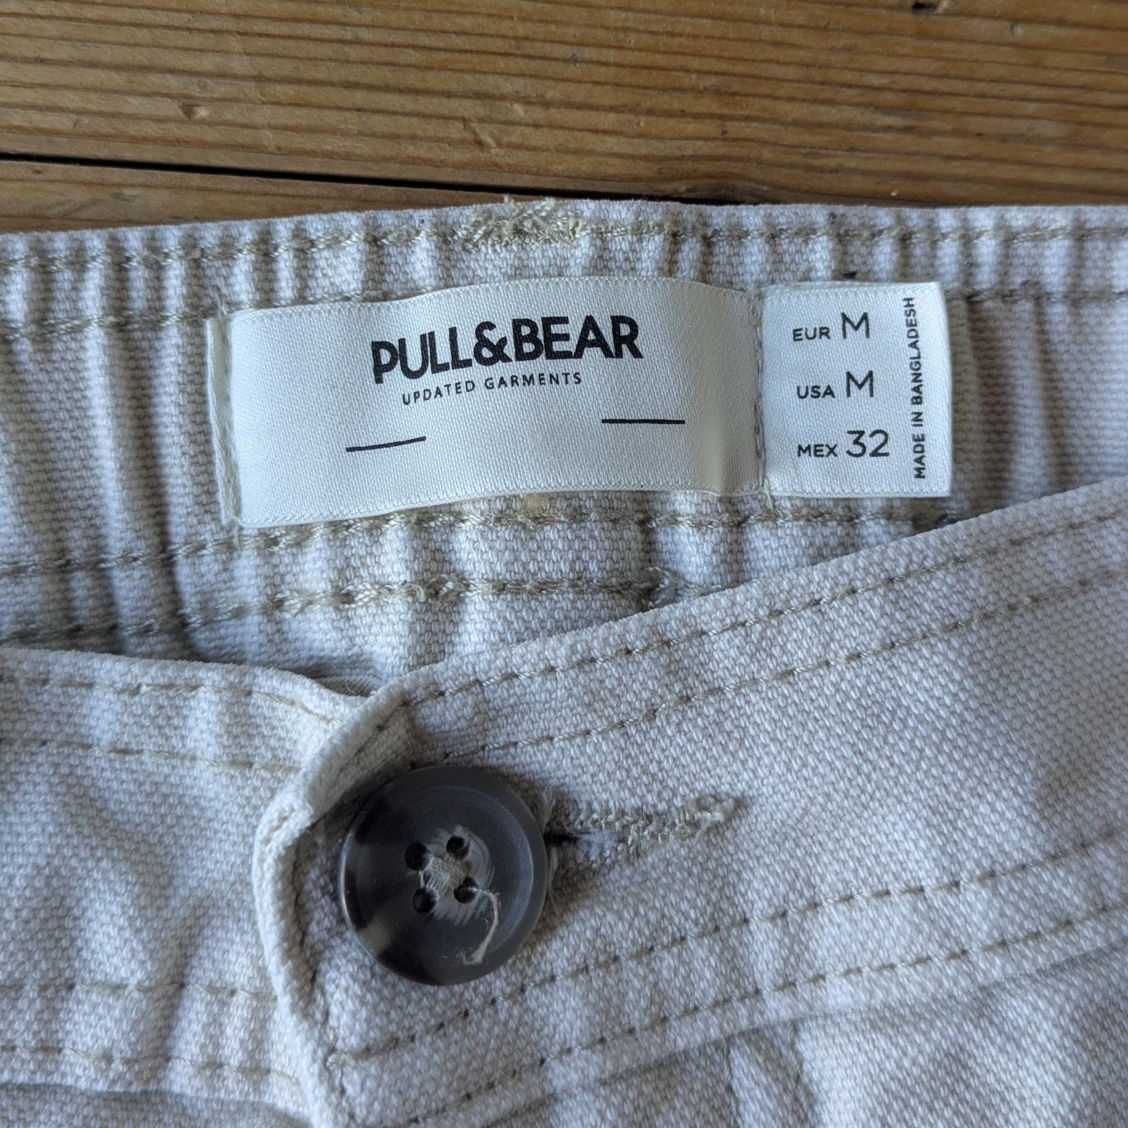 PULL&BEAR
UPDATED GARMENTS
EUR M
USA M
MEX 32
MADE IN BANGLADESH